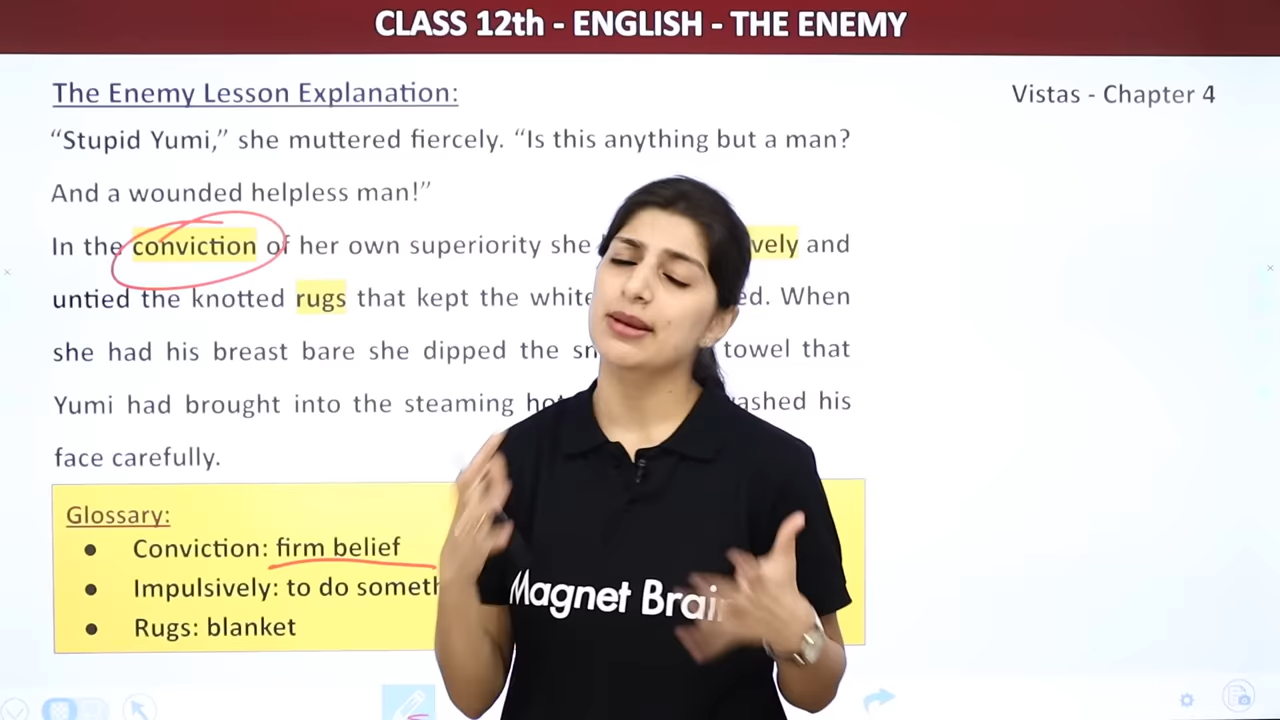 CLASS 12th - ENGLISH - THE ENEMY
The Enemy Lesson Explanation:
Vistas - Chapter 4
“Stupid Yumi,” she muttered fiercely. “Is this anything but a man?
And a wounded helpless man!”
In the conviction of her own superiority she vely and
untied the knotted rugs that kept the white ed. When
she had his breast bare she dipped the towel that
Yumi had brought into the steaming hot ashed his
face carefully.
Glossary:
Conviction: firm belief
Impulsively: to do someth
Rugs: blanket
Magnet Brai